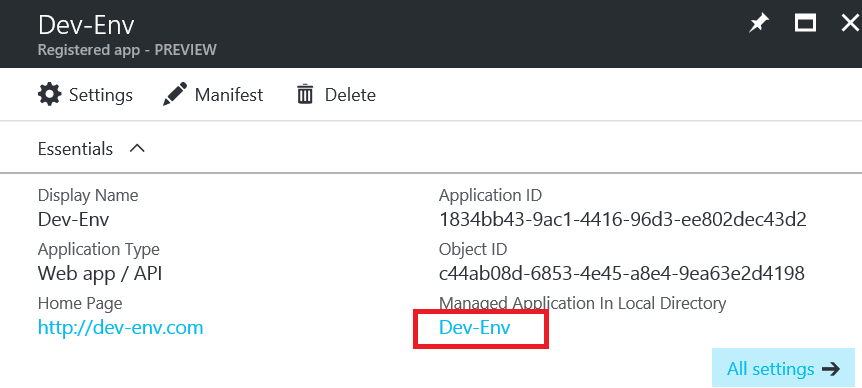 Dev-Env
Registered app - PREVIEW
Settings Manifest Delete
Essentials
Display Name
Dev-Env
Application Type
Web app / API
Home Page
http://dev-env.com
Application ID
1834bb43-9ac1-4416-96d3-ee802dec43d2
Object ID
c44ab08d-6853-4e45-a8e4-9ea63e2d4198
Managed Application In Local Directory
Dev-Env
All settings